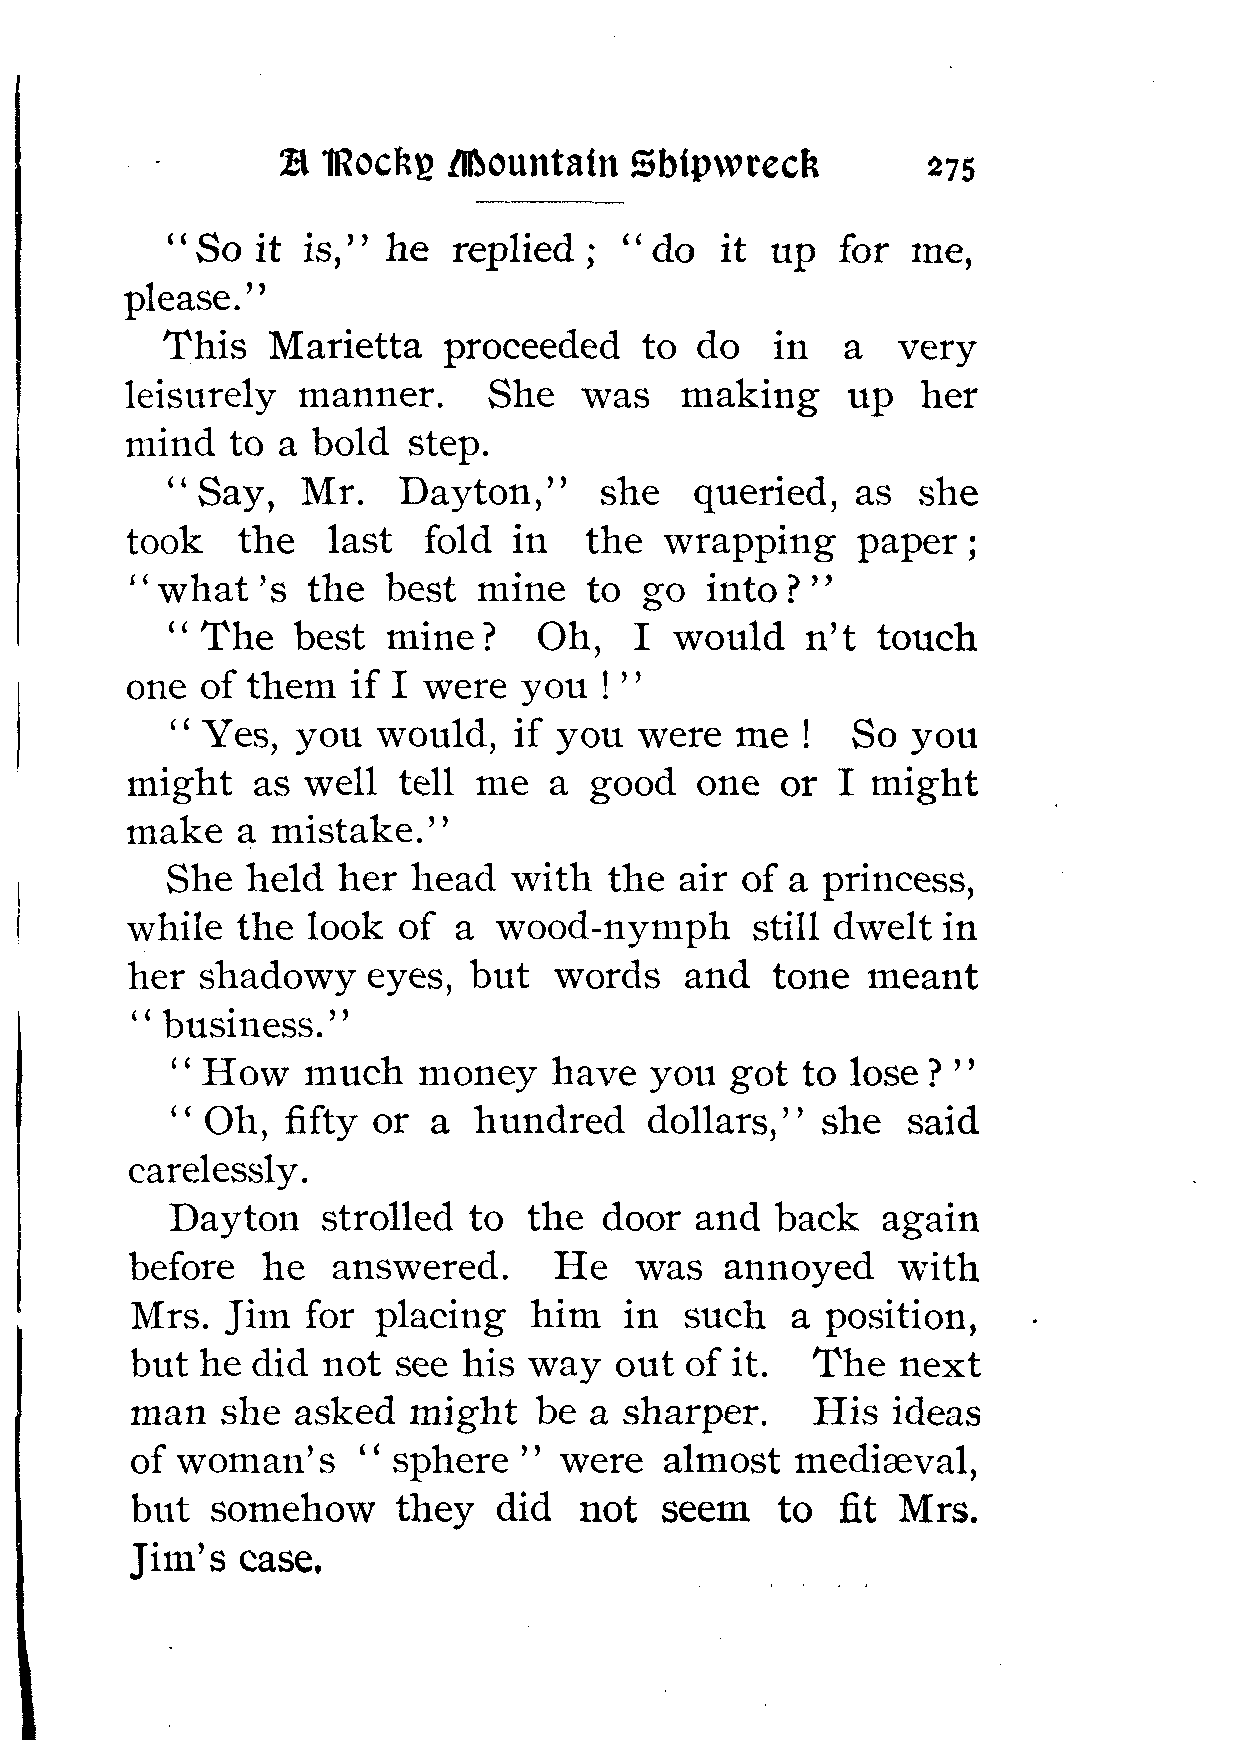 A Rocky Mountain Shipwreck 275
"So it is," he replied; "do it up for me,
please."
This Marietta proceeded to do in a very
leisurely manner. She was making up her
mind to a bold step.
"Say, Mr. Dayton," she queried, as she
took the last fold in the wrapping paper;
"what's the best mine to go into?"
"The best mine? Oh, I would n't touch
one of them if I were you!"
"Yes, you would, if you were me! So you
might as well tell me a good one or I might
make a mistake."
She held her head with the air of a princess,
while the look of a wood-nymph still dwelt in
her shadowy eyes, but words and tone meant
"business."
"How much money have you got to lose?"
"Oh, fifty or a hundred dollars," she said
carelessly.
Dayton strolled to the door and back again
before he answered. He was annoyed with
Mrs. Jim for placing him in such a position,
but he did not see his way out of it. The next
man she asked might be a sharper. His ideas
of woman's "sphere" were almost mediæval,
but somehow they did not seem to fit Mrs.
Jim's case.